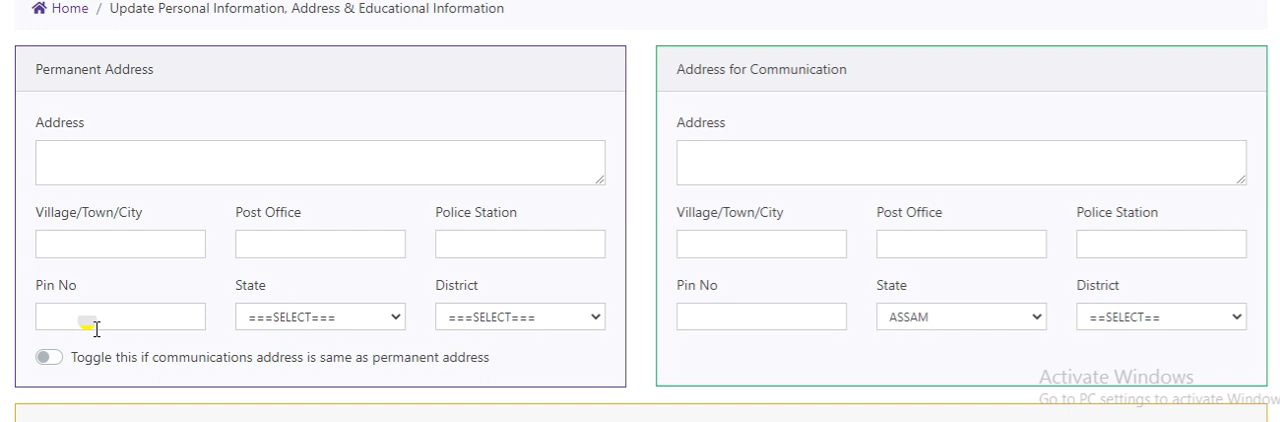 Home / Update Personal Information, Address & Educational Information
Permanent Address
Address
Village/Town/City Post Office Police Station
Pin No State District
===SELECT=== ===SELECT===
Toggle this if communications address is same as permanent address
Address for Communication
Address
Village/Town/City Post Office Police Station
Pin No State District
ASSAM ==SELECT==
Activate Windows
Go to PC settings to activate Window